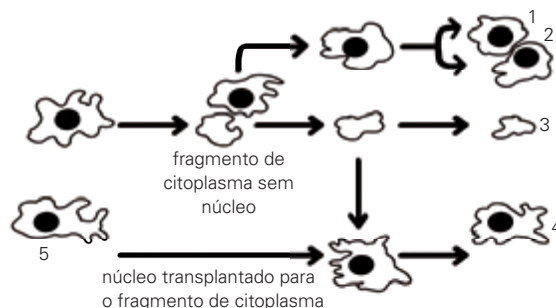 1
2
3
fragmento de
citoplasma sem
núcleo
4
5
núcleo transplantado para
o fragmento de citoplasma